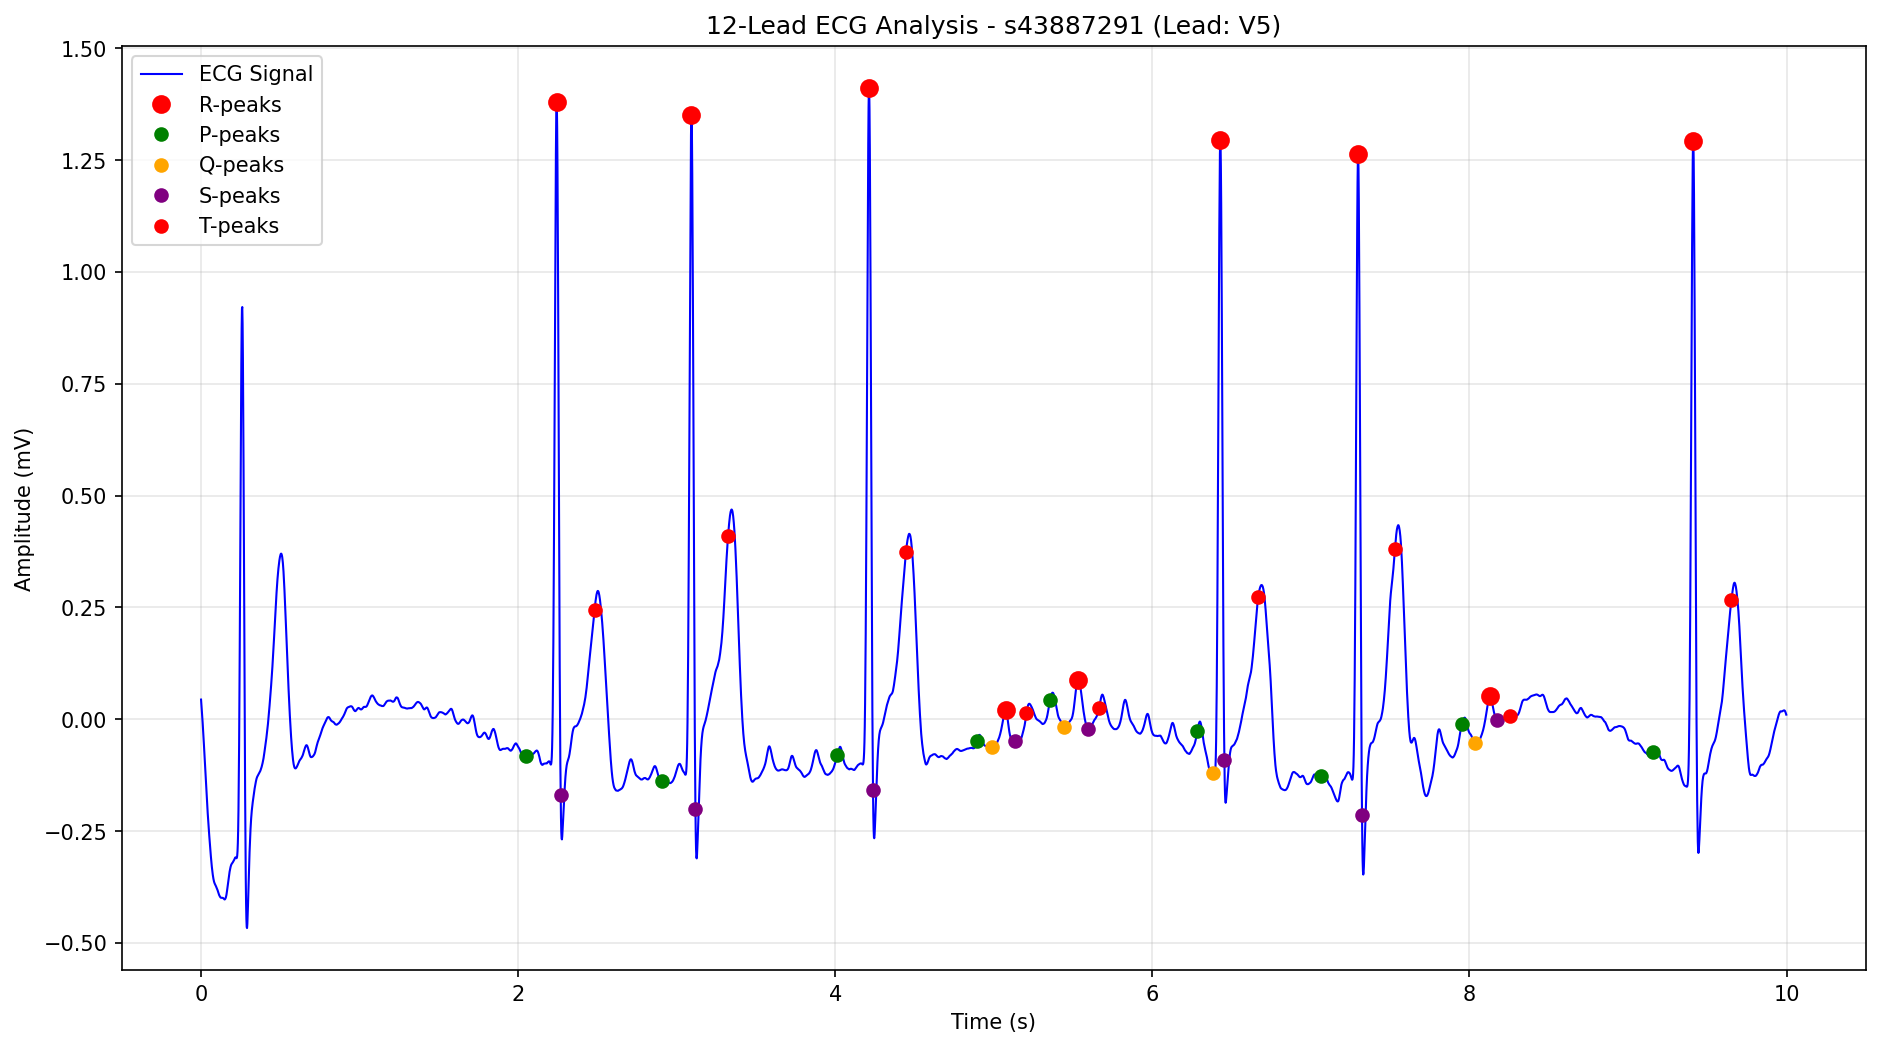 12-Lead ECG Analysis - s43887291 (Lead: V5)
ECG Signal
R-peaks
P-peaks
Q-peaks
S-peaks
T-peaks
Amplitude (mV)
1.50
1.25
1.00
0.75
0.50
0.25
0.00
−0.25
−0.50
0 2 4 6 8 10
Time (s)